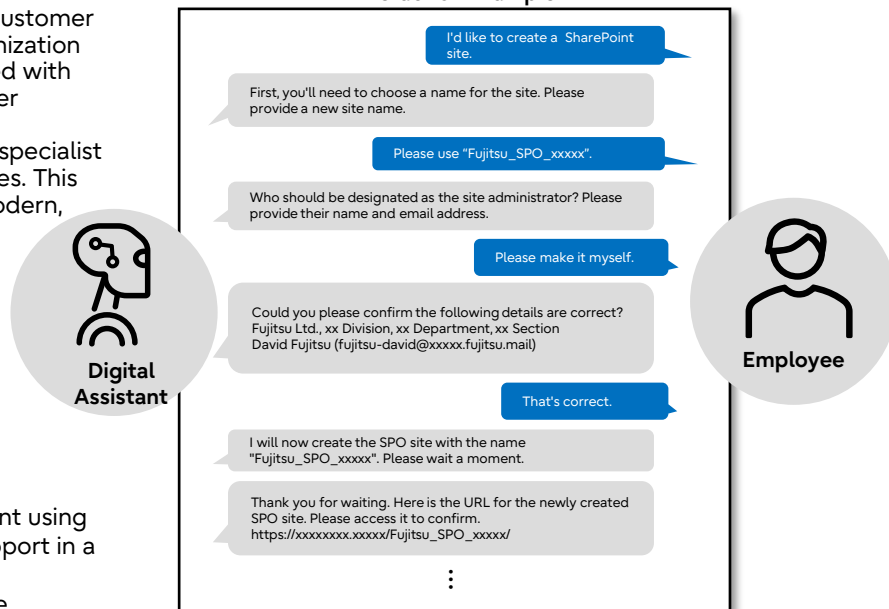 ustomer
nization
d with
er
specialist
es. This
odern,
I'd like to create a SharePoint
site.
First, you'll need to choose a name for the site. Please
provide a new site name.
Please use "Fujitsu_SPO_xxxxx".
Who should be designated as the site administrator? Please
provide their name and email address.
Please make it myself.
Could you please confirm the following details are correct?
Fujitsu Ltd., xx Division, xx Department, xx Section
David Fujitsu (fujitsu-david@xxxxx.fujitsu.mail)
Digital
Assistant
Employee
That's correct.
I will now create the SPO site with the name
"Fujitsu_SPO_xxxxx". Please wait a moment.
Thank you for waiting. Here is the URL for the newly created
SPO site. Please access it to confirm.
https://xxxxxxxx.xxxxx/Fujitsu_SPO_xxxxx/
nt using
port in a